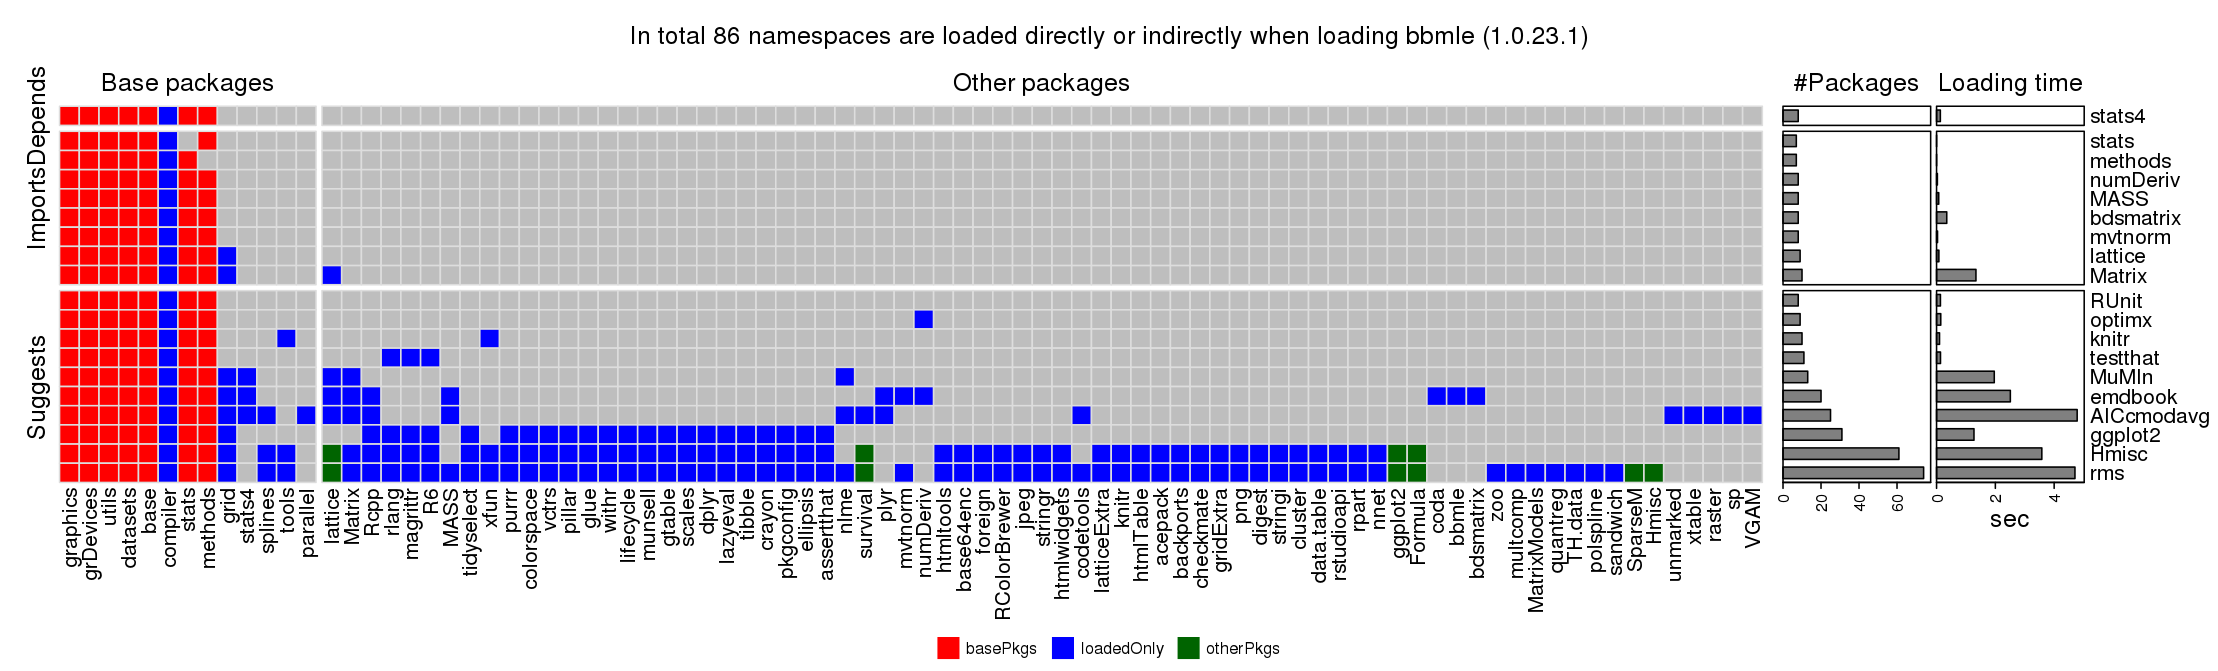 In total 86 namespaces are loaded directly or indirectly when loading bbmle (1.0.23.1)
Base packages
Other packages
#Packages
Loading time
Depends
Imports
Suggests
stats4
stats
methods
numDeriv
MASS
bdsmatrix
mvtnorm
lattice
Matrix
RUnit
optimx
knitr
testthat
MuMIn
emdbook
AICcmodavg
ggplot2
Hmisc
rms
graphics
grDevices
utils
datasets
base
compiler
stats
methods
grid
stats4
splines
tools
parallel
lattice
Matrix
Rcpp
rlang
magrittr
R6
MASS
tidyselect
xfun
purrr
colorspace
vctrs
pillar
glue
withr
lifecycle
munsell
gtable
scales
dplyr
lazyeval
tibble
crayon
pkgconfig
ellipsis
assertthat
nlme
survival
plyr
mvtnorm
numDeriv
htmltools
base64enc
foreign
RColorBrewer
jpeg
stringr
htmlwidgets
codetools
latticeExtra
knitr
htmlTable
acepack
backports
checkmate
gridExtra
png
digest
stringi
cluster
data.table
rstudioapi
rpart
nnet
ggplot2
Formula
coda
bbmle
bdsmatrix
zoo
multcomp
MatrixModels
quantreg
TH.data
polspline
sandwich
SparseM
Hmisc
unmarked
xtable
raster
sp
VGAM
0 20 40 60
0 2 4
sec
basePkgs loadedOnly otherPkgs